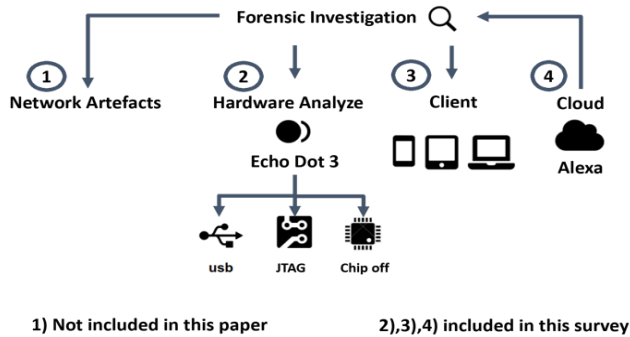 Forensic Investigation
1
2
3
4
Network Artefacts
Hardware Analyze
Client
Cloud
Echo Dot 3
Alexa
usb
JTAG
Chip off
1) Not included in this paper
2),3),4) included in this survey